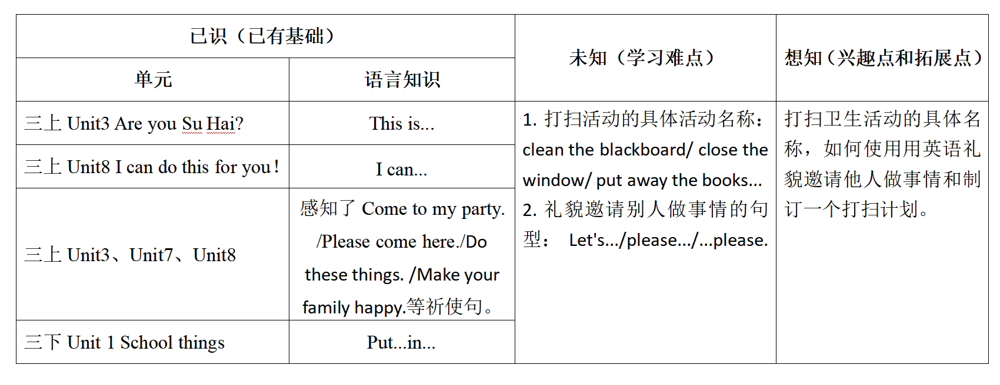 已识（已有基础）
未知（学习难点）
想知（兴趣点和拓展点）
单元
语言知识
三上 Unit3 Are you Su Hai?
This is...
三上 Unit8 I can do this for you！
I can...
三上 Unit3、Unit7、Unit8
感知了 Come to my party.
/Please come here./Do
these things. /Make your
family happy.等祈使句。
三下 Unit 1 School things
Put...in...
1. 打扫活动的具体活动名称：
clean the blackboard/ close the
window/ put away the books...
2. 礼貌邀请别人做事情的句
型： Let's.../please.../...please.
打扫卫生活动的具体名
称，如何使用用英语礼
貌邀请他人做事情和制
订一个打扫计划。